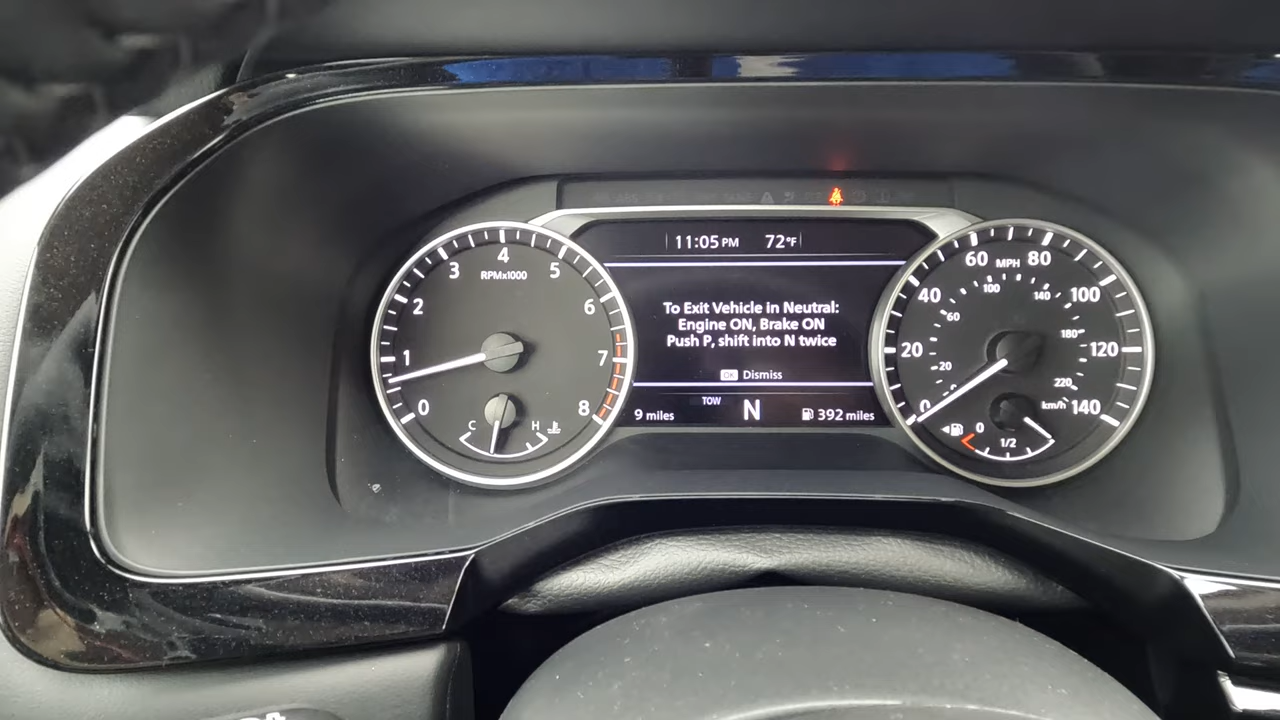 11:05 PM 72°F
To Exit Vehicle in Neutral:
Engine ON, Brake ON
Push P, shift into N twice
OK Dismiss
TOW
9 miles N 392 miles
0 1 2 3 4 5 6 7 8
RPMx1000
C H
0 20 40 60 80 100 120 140
MPH
20 60 100 140 180 220
km/h
0 1/2